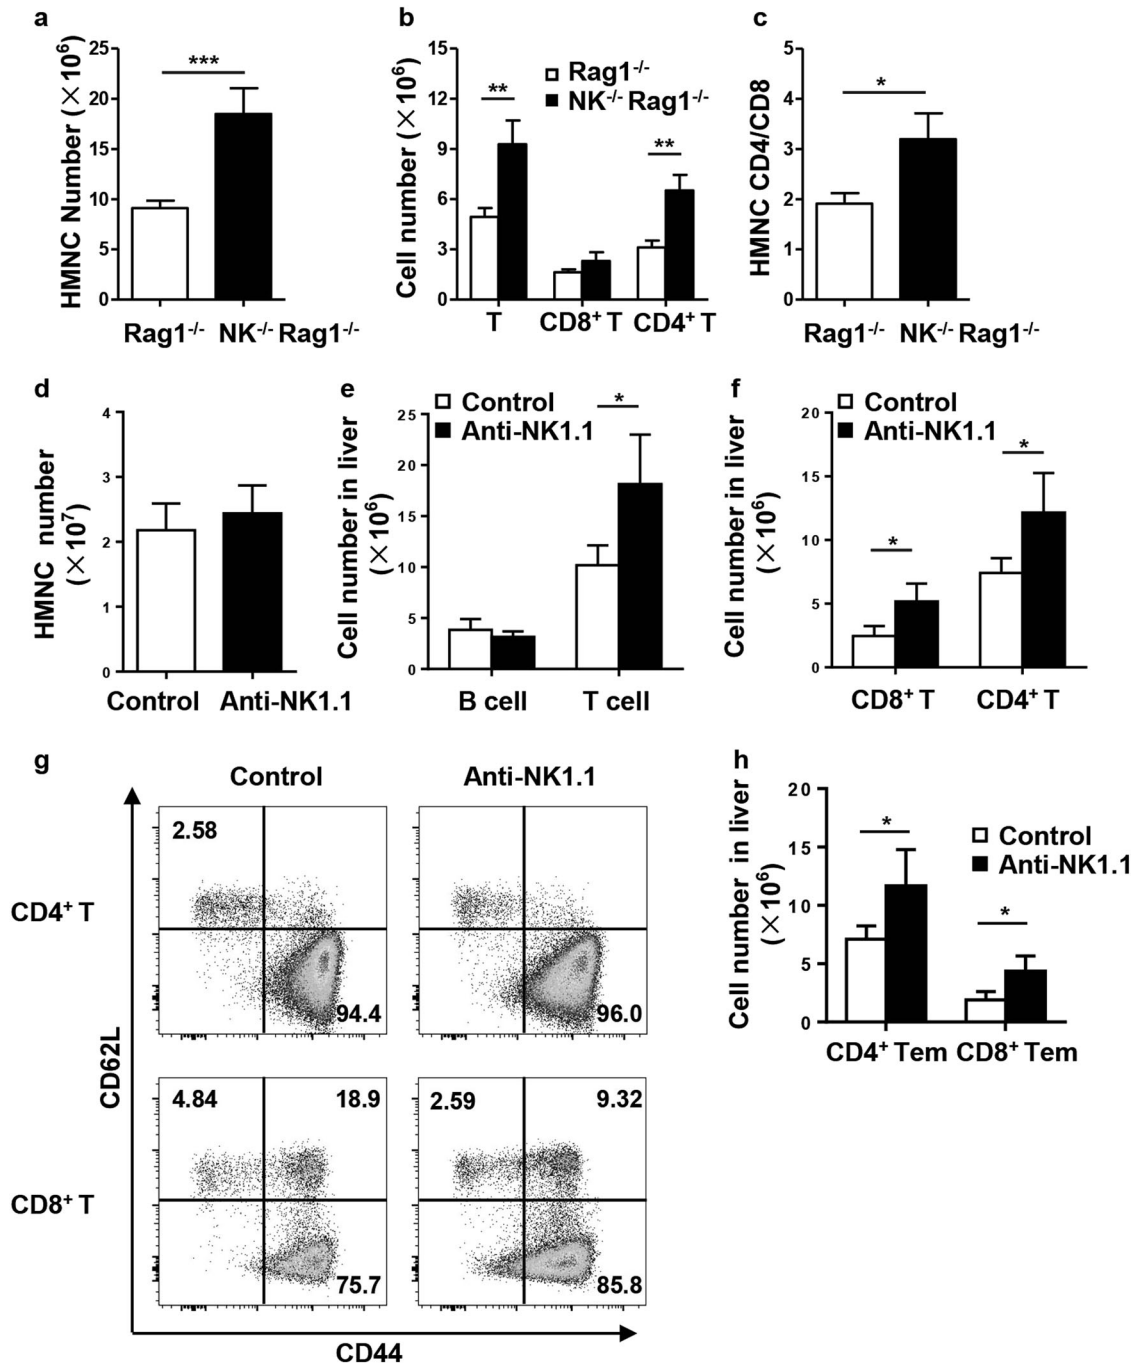 a
HMNC Number (×10⁶)
25
20
15
10
5
0
***
Rag1⁻/⁻ NK⁻/⁻ Rag1⁻/⁻
b
Cell number (×10⁶)
15
12
9
6
3
0
Rag1⁻/⁻
NK⁻/⁻ Rag1⁻/⁻
**
**
T CD8⁺ T CD4⁺ T
c
HMNC CD4/CD8
5
4
3
2
1
0
*
Rag1⁻/⁻ NK⁻/⁻ Rag1⁻/⁻
d
HMNC number
(×10⁷)
4
3
2
1
0
Control Anti-NK1.1
e
Cell number in liver
(×10⁶)
25
20
15
10
5
0
Control
Anti-NK1.1
*
B cell T cell
f
Cell number in liver
(×10⁶)
20
15
10
5
0
Control
Anti-NK1.1
*
*
CD8⁺ T CD4⁺ T
g
Control Anti-NK1.1
CD4⁺ T
2.58
94.4
96.0
CD8⁺ T
4.84 18.9
75.7
2.59 9.32
85.8
CD62L
CD44
h
Cell number in liver
(×10⁶)
20
15
10
5
0
Control
Anti-NK1.1
*
*
CD4⁺ Tem CD8⁺ Tem